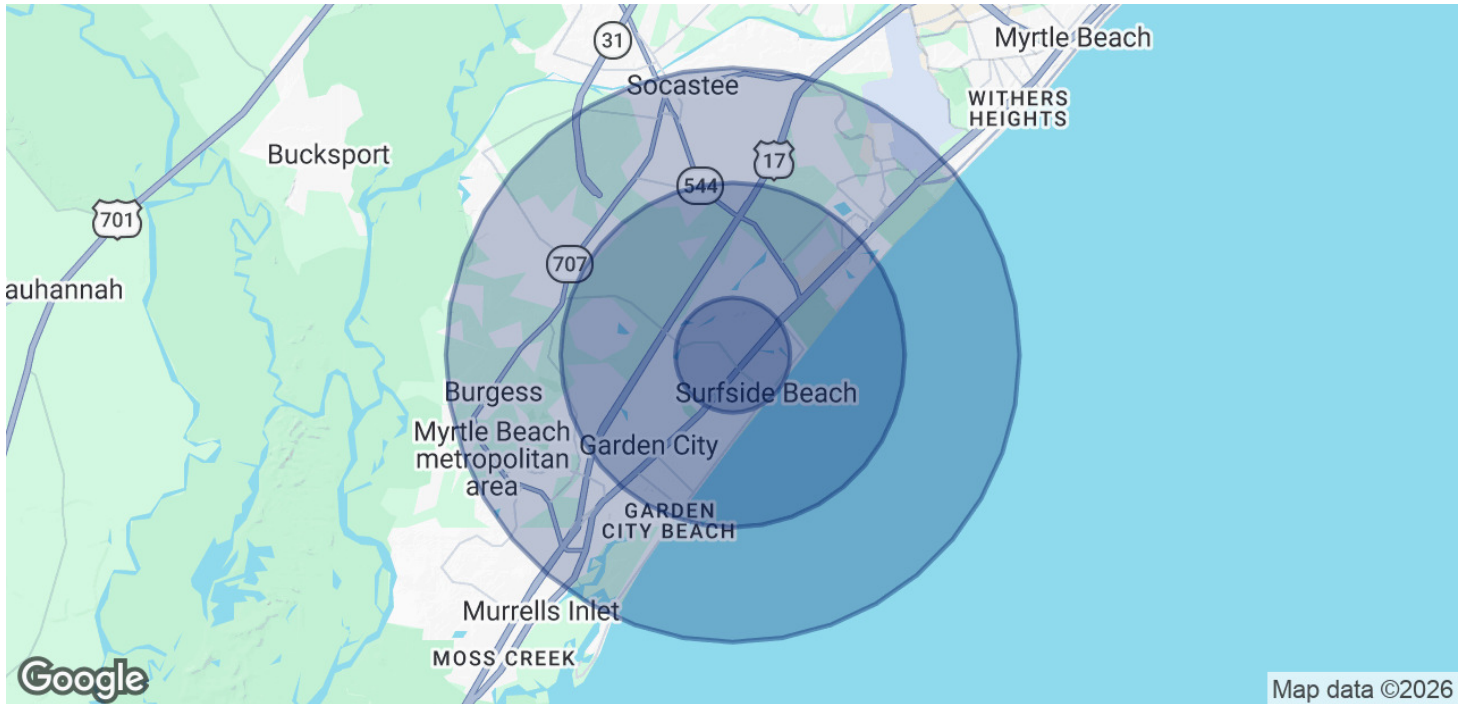 31
Myrtle Beach
Socastee
WITHERS
HEIGHTS
Bucksport
17
544
701
707
auhannah
Burgess
Surfside Beach
Myrtle Beach
metropolitan
area
Garden City
GARDEN
CITY BEACH
Murrells Inlet
MOSS CREEK
Google
Map data ©2026